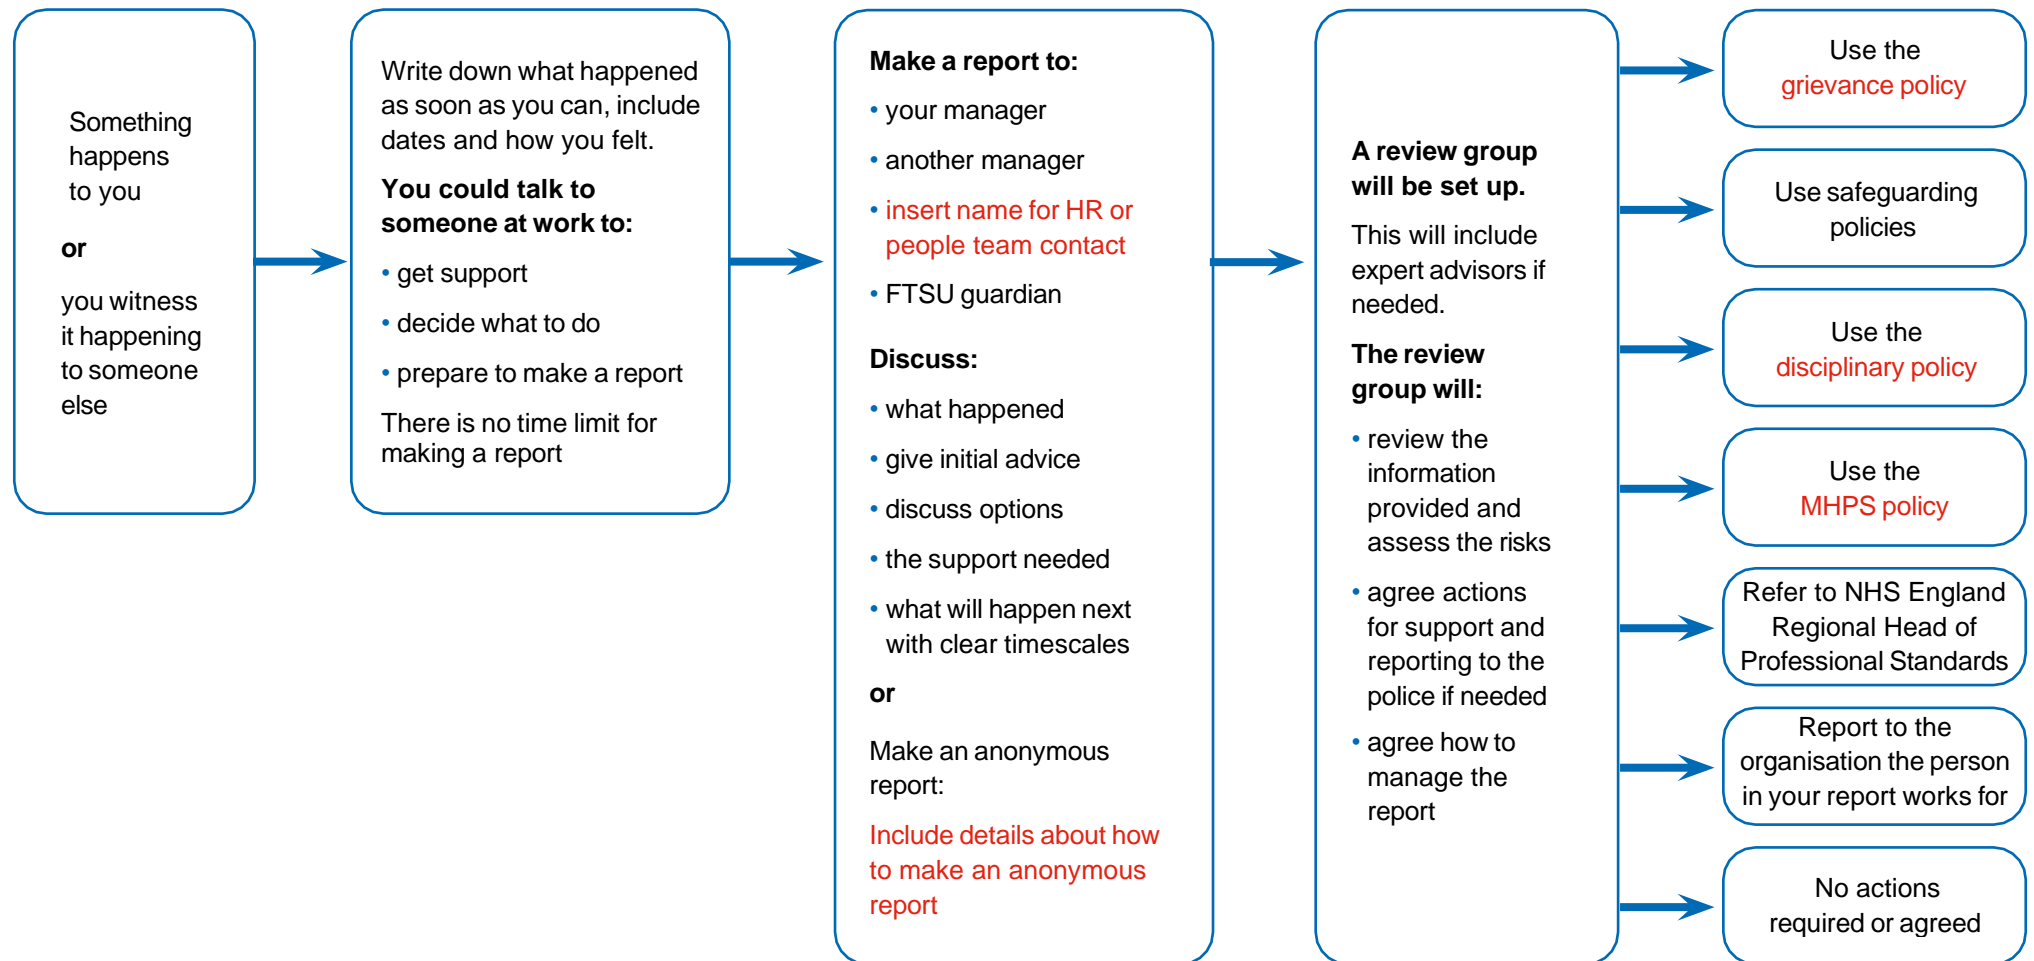 Something
happens
to you
or
you witness
it happening
to someone
else
Write down what happened
as soon as you can, include
dates and how you felt.
You could talk to
someone at work to:
• get support
• decide what to do
• prepare to make a report
There is no time limit for
making a report
Make a report to:
• your manager
• another manager
• insert name for HR or
people team contact
• FTSU guardian
Discuss:
• what happened
• give initial advice
• discuss options
• the support needed
• what will happen next
with clear timescales
or
Make an anonymous
report:
Include details about how
to make an anonymous
report
A review group
will be set up.
This will include
expert advisors if
needed.
The review
group will:
• review the
information
provided and
assess the risks
• agree actions
for support and
reporting to the
police if needed
• agree how to
manage the
report
Use the
grievance policy
Use safeguarding
policies
Use the
disciplinary policy
Use the
MHPS policy
Refer to NHS England
Regional Head of
Professional Standards
Report to the
organisation the person
in your report works for
No actions
required or agreed